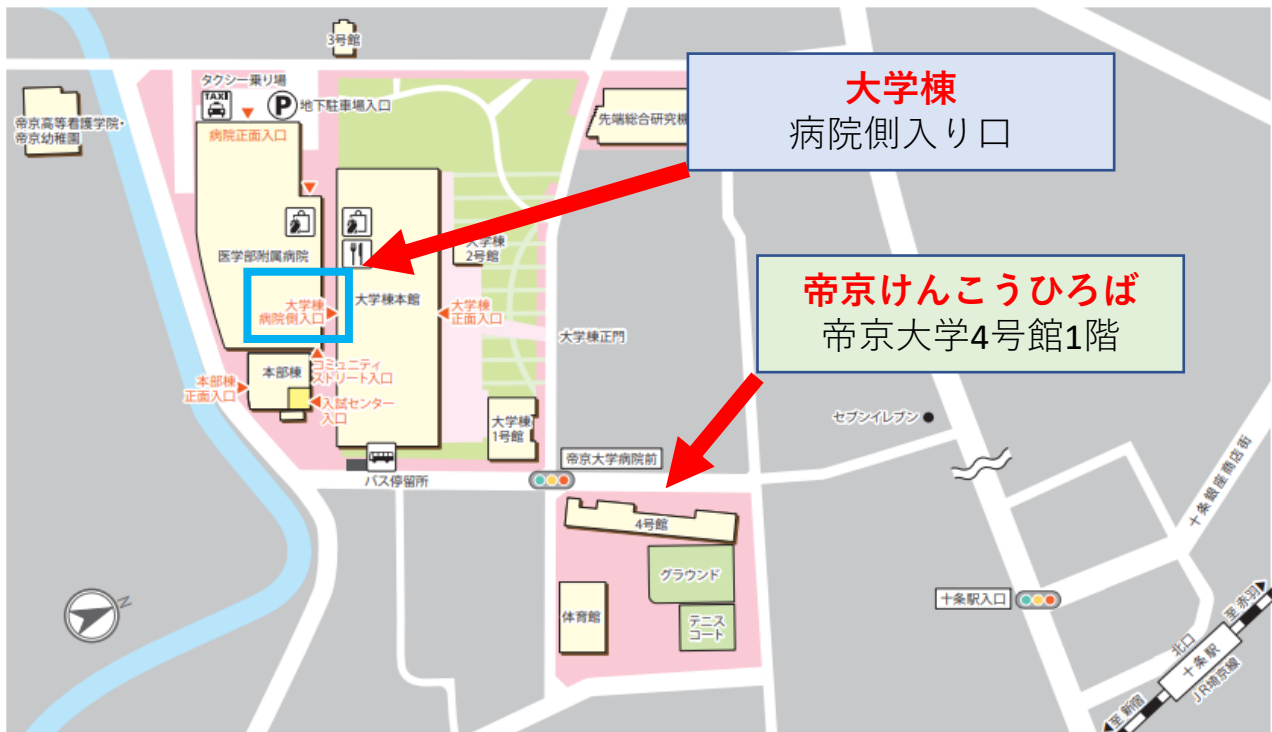 3号館
タクシー乗り場
TAXI
P
地下駐車場入口
病院正面入口
帝京高等看護学院・
帝京幼稚園
先端総合研究機
大学棟
病院側入り口
医学部附属病院
大学棟
2号館
大学棟
病院側入口
大学棟本館
大学棟
正面入口
大学棟正門
帝京けんこうひろば
帝京大学4号館1階
コミュニティ
ストリート入口
本部棟
本部棟
正面入口
入試センター
入口
大学棟
1号館
セブンイレブン
帝京大学病院前
バス停留所
十条銀座商店街
4号館
グラウンド
N
体育館
テニス
コート
十条駅入口
至 赤羽
北口
十条駅
JR埼京線
至 新宿